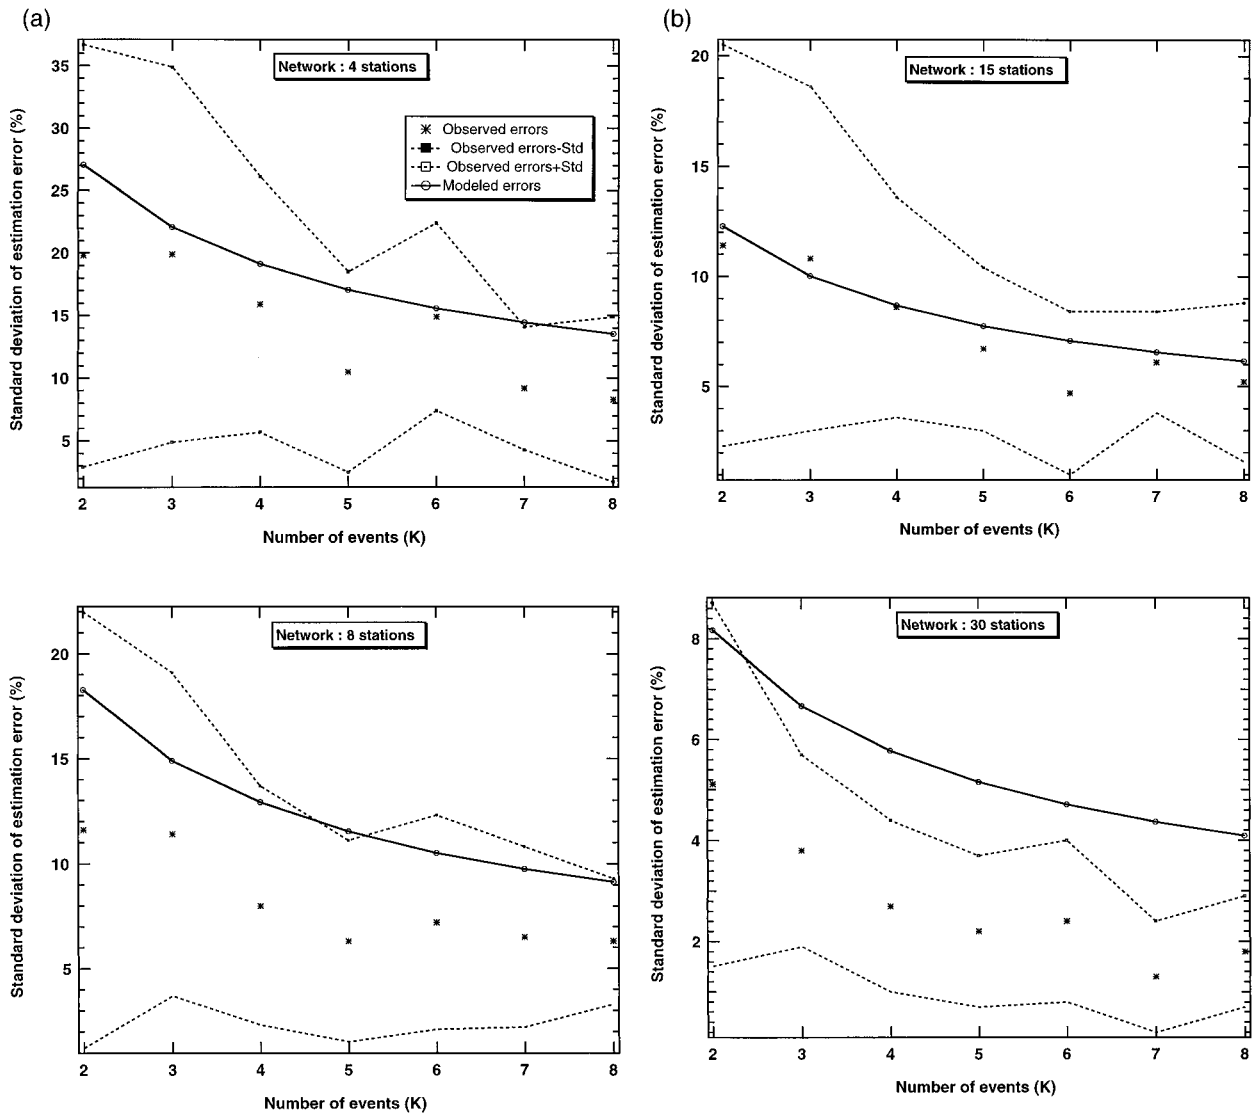 (a)
Network : 4 stations
Observed errors
Observed errors-Std
Observed errors+Std
Modeled errors
Standard deviation of estimation error (%)
35
30
25
20
15
10
5
2 3 4 5 6 7 8
Number of events (K)
(b)
Network : 15 stations
Standard deviation of estimation error (%)
20
15
10
5
2 3 4 5 6 7 8
Number of events (K)
Network : 8 stations
Standard deviation of estimation error (%)
20
15
10
5
2 3 4 5 6 7 8
Number of events (K)
Network : 30 stations
Standard deviation of estimation error (%)
8
6
4
2
2 3 4 5 6 7 8
Number of events (K)